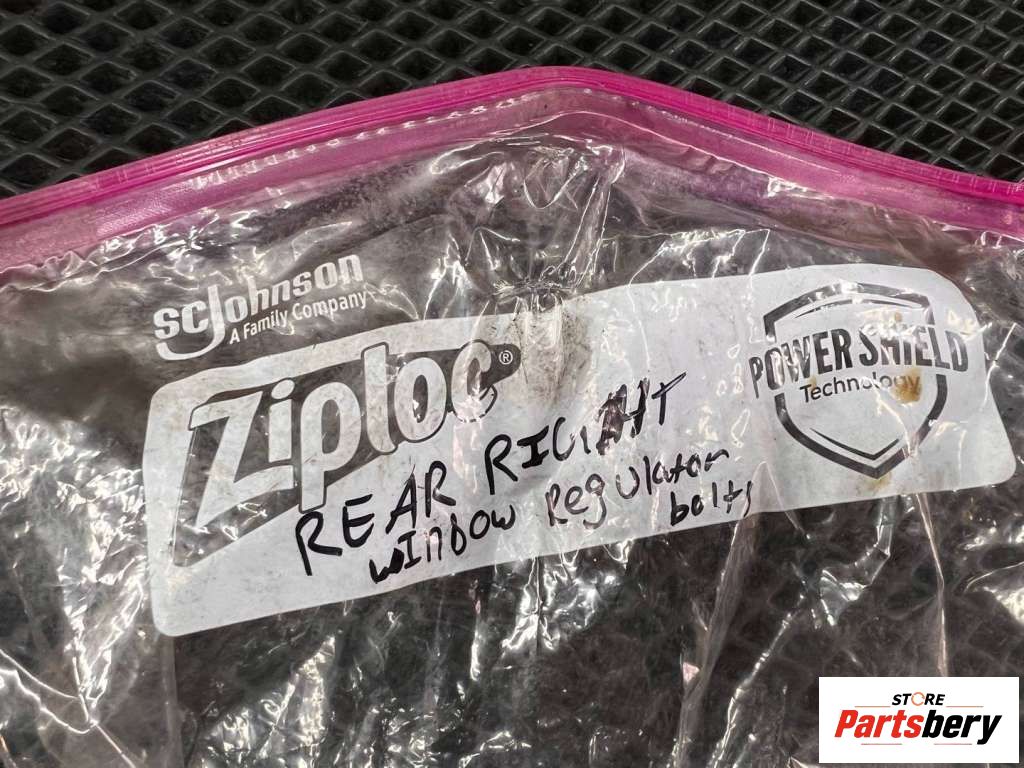 scjohnson
A Family Company
Ziploc®
POWER SHIELD
Technology
REAR RIGHT
WINDOW Regulator
bolts
STORE
Partsbery